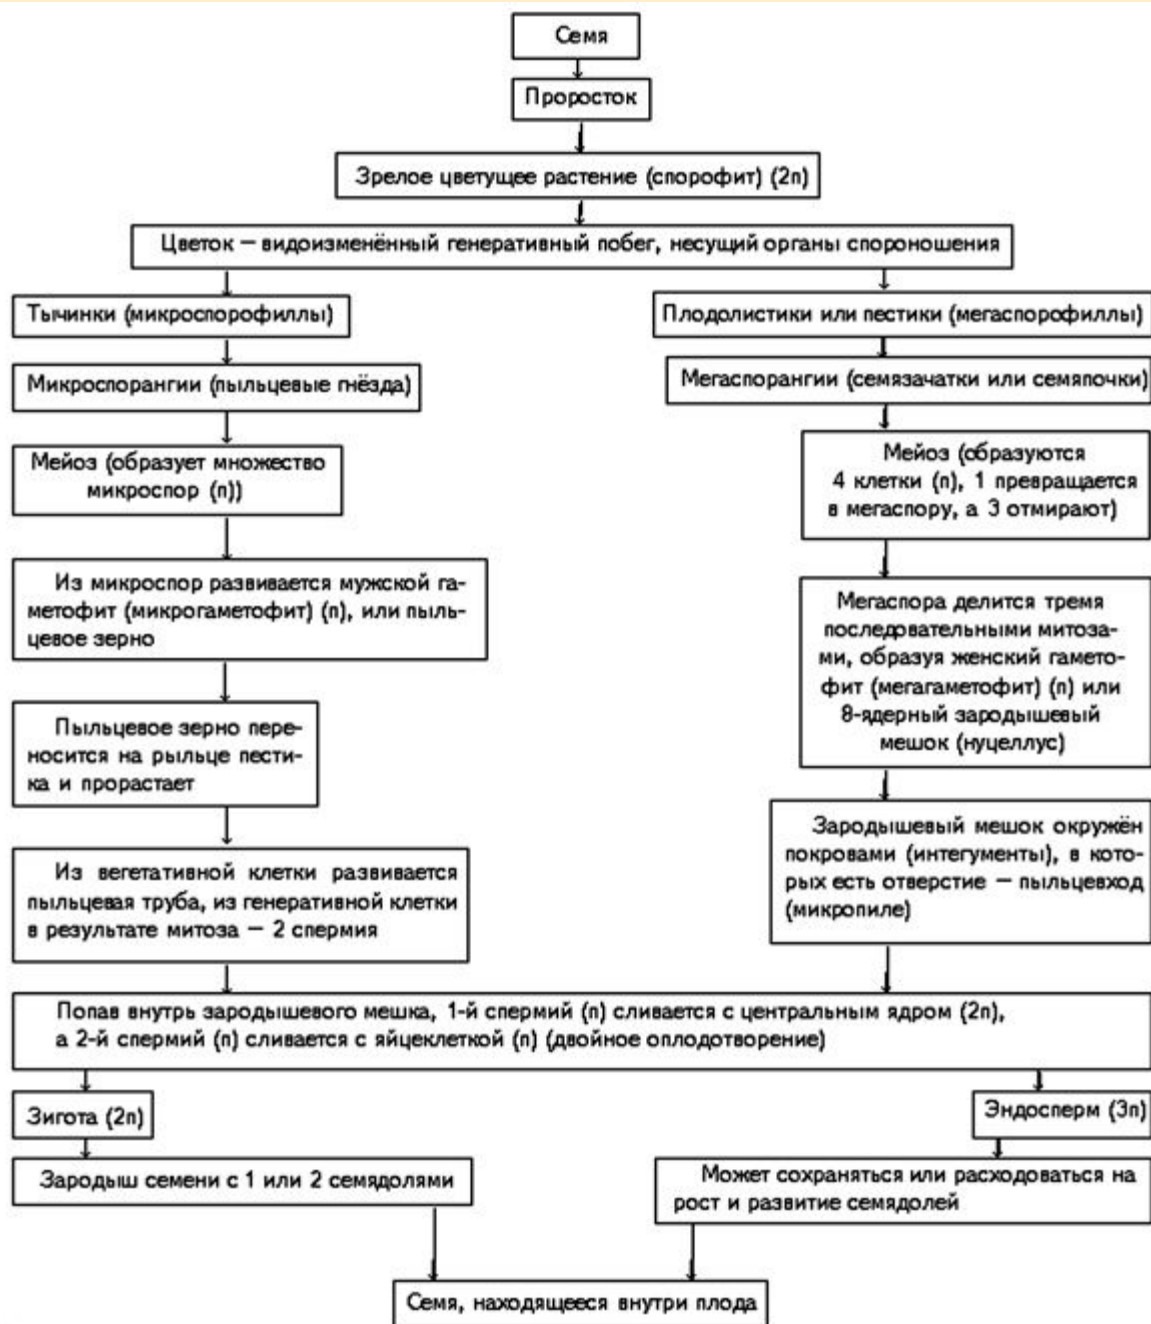 Семя
Проросток
Зрелое цветущее растение (спорофит) (2n)
Цветок — видоизменённый генеративный побег, несущий органы спороношения
Тычинки (микроспорофиллы)
Микроспорангии (пыльцевые гнёзда)
Мейоз (образует множество
микроспор (n))
Из микроспор развивается мужской га-
метофит (микрогаметофит) (n), или пыль-
цевое зерно
Пыльцевое зерно пере-
носится на рыльце пести-
ка и прорастает
Из вегетативной клетки развивается
пыльцевая труба, из генеративной клетки
в результате митоза — 2 спермия
Плодолистики или пестики (мегаспорофиллы)
Мегаспорангии (семязачатки или семяпочки)
Мейоз (образуются
4 клетки (n), 1 превращается
в мегаспору, а 3 отмирают)
Мегаспора делится тремя
последовательными митоза-
ми, образуя женский гамето-
фит (мегагаметофит) (n) или
8-ядерный зародышевый
мешок (нуцеллус)
Зародышевый мешок окружён
покровами (интегументы), в кото-
рых есть отверстие — пыльцевход
(микропиле)
Попав внутрь зародышевого мешка, 1-й спермий (n) сливается с центральным ядром (2n),
а 2-й спермий (n) сливается с яйцеклеткой (n) (двойное оплодотворение)
Зигота (2n)
Зародыш семени с 1 или 2 семядолями
Эндосперм (3n)
Может сохраняться или расходоваться на
рост и развитие семядолей
Семя, находящееся внутри плода